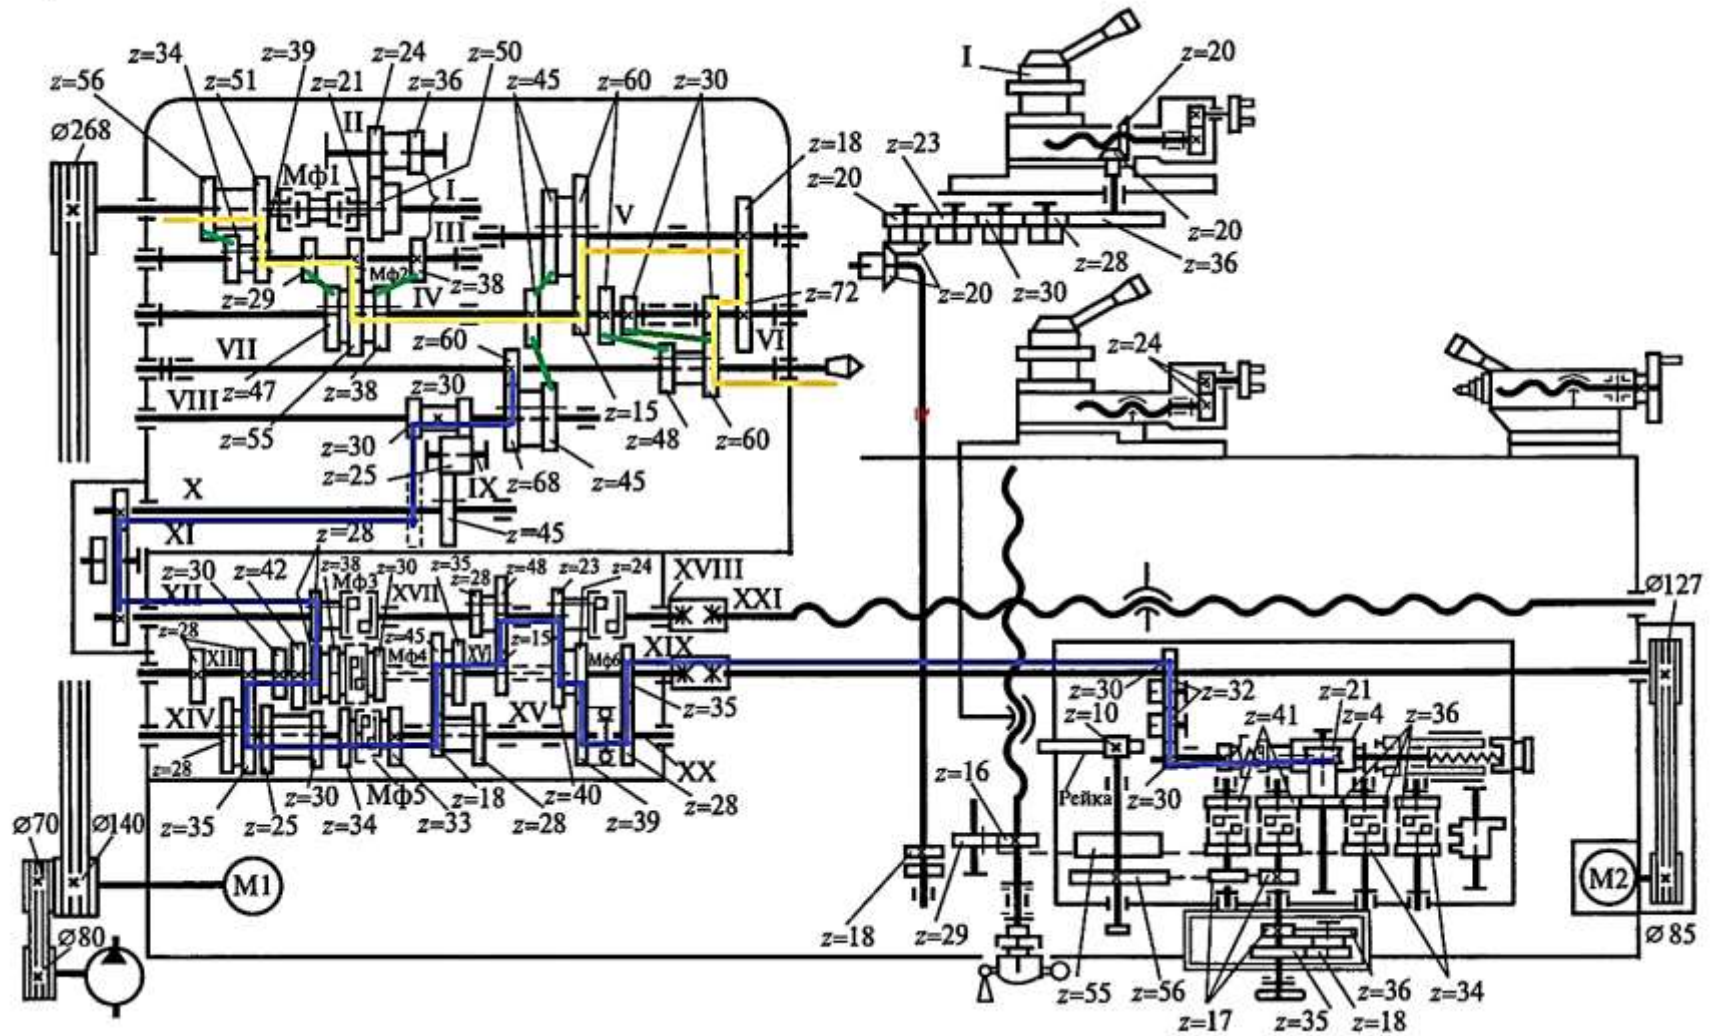 z=34
z=39
z=24
z=50
z=56
z=51
z=21
z=36
z=45
z=60
z=30
I
z=20
Ø268
II
Мф1
I
III
V
z=18
z=23
z=20
z=29
Мф2
IV
z=38
z=72
z=20
z=28
z=36
z=20
z=30
VII
z=60
VI
z=24
VIII
z=47
z=38
z=30
z=15
z=55
z=30
z=48
z=60
z=25
IX
z=68
z=45
X
z=45
XI
z=28
z=30
z=42
z=38
Мф3
z=30
z=35
z=28
z=48
z=23
z=24
XVIII
XII
XVII
XXI
Ø127
z=28
XIII
z=45
Мф4
XVI
z=15
Мф6
XIX
z=35
z=30
z=32
z=21
z=10
z=41
z=4
z=36
XIV
XV
XX
z=28
z=30
Мф5
z=18
z=40
z=28
z=16
Рейка
z=30
z=35
z=25
z=34
z=33
z=28
z=39
Ø70
Ø140
М1
М2
z=18
z=29
Ø80
Ø 85
z=55
z=56
z=36
z=34
z=17
z=35
z=18